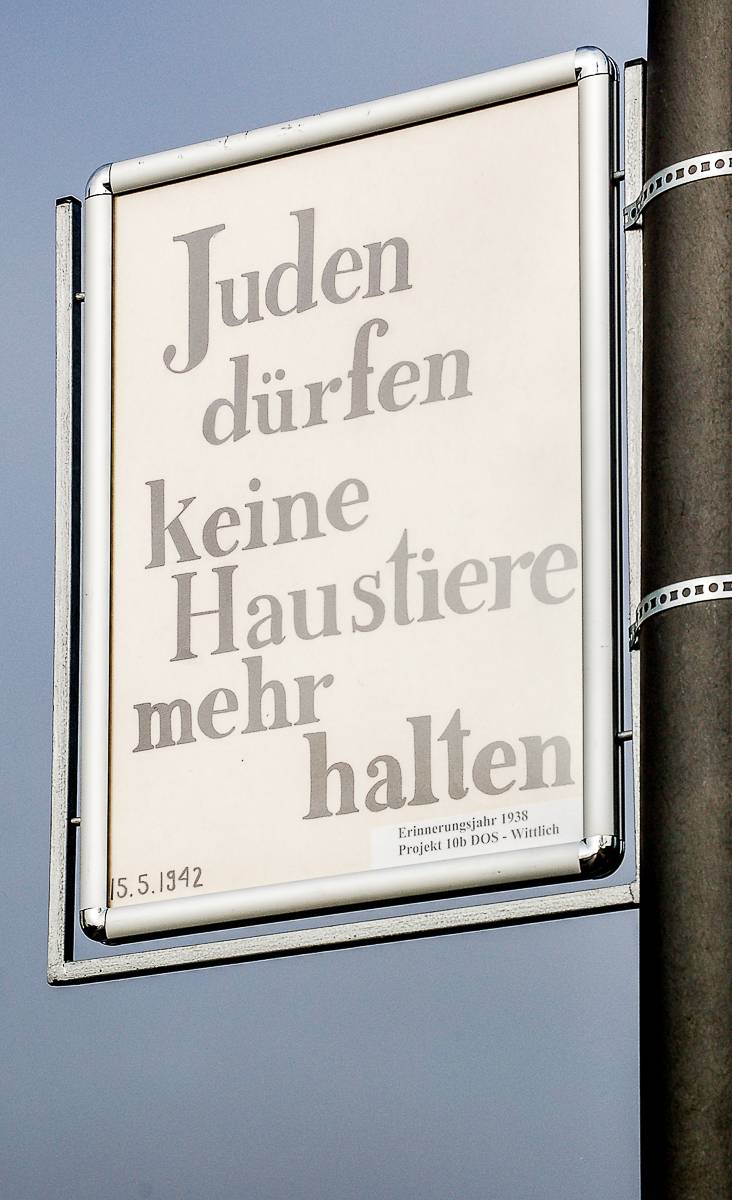 Juden
dürfen
keine
Haustiere
mehr
halten
Erinnerungsjahr 1938
Projekt 10b DOS - Wittlich
15.5.1942